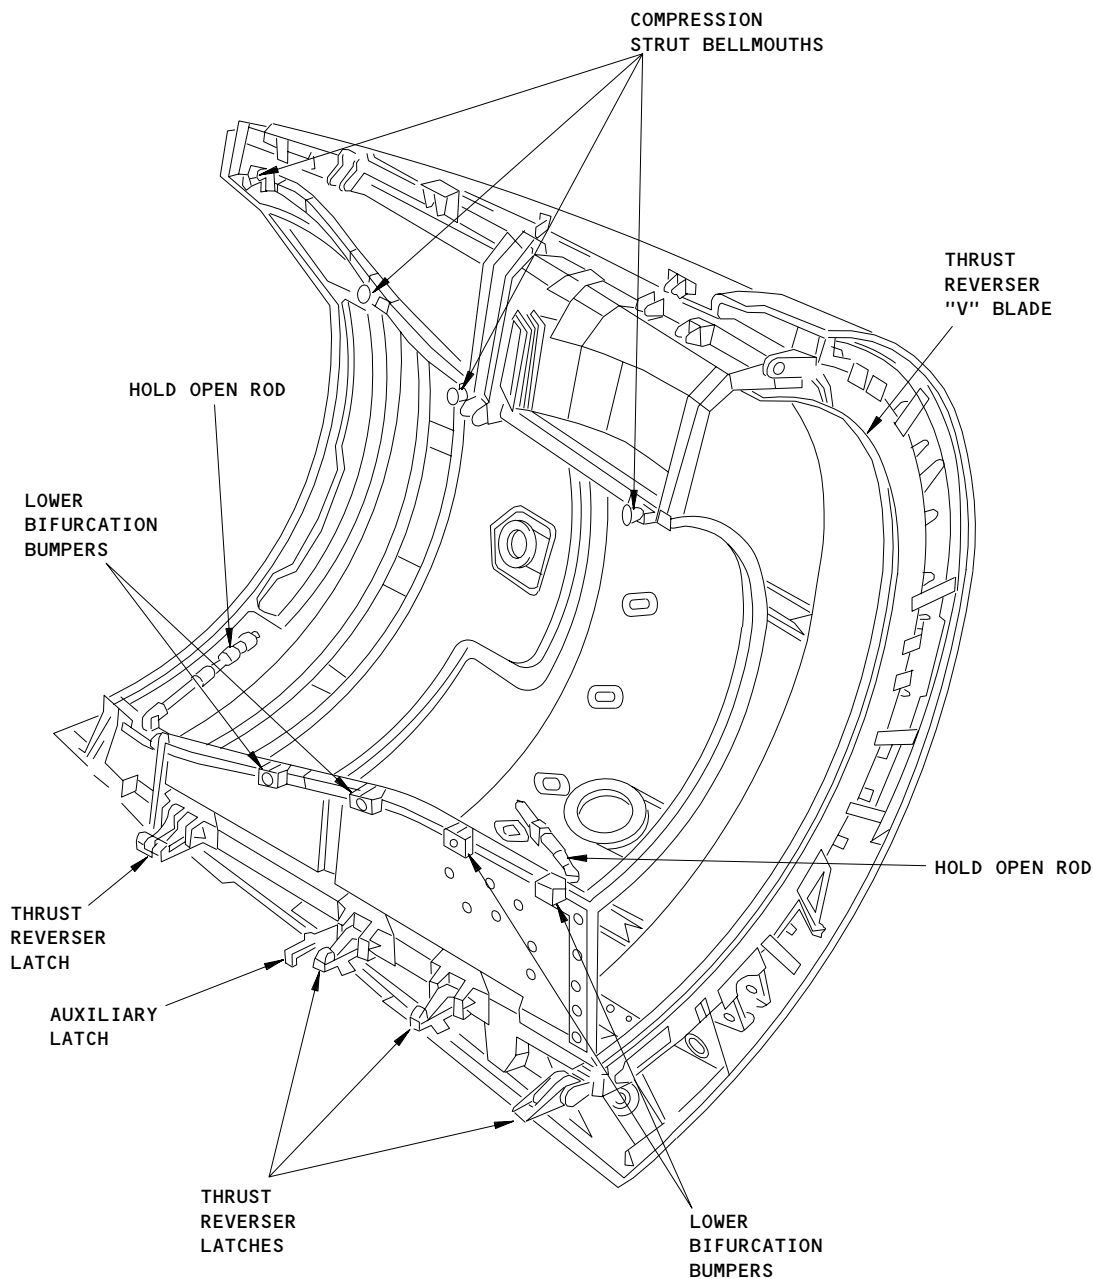 COMPRESSION
STRUT BELLMOUTHS
THRUST
REVERSER
"V" BLADE
HOLD OPEN ROD
LOWER
BIFURCATION
BUMPERS
HOLD OPEN ROD
THRUST
REVERSER
LATCH
AUXILIARY
LATCH
THRUST
REVERSER
LATCHES
LOWER
BIFURCATION
BUMPERS